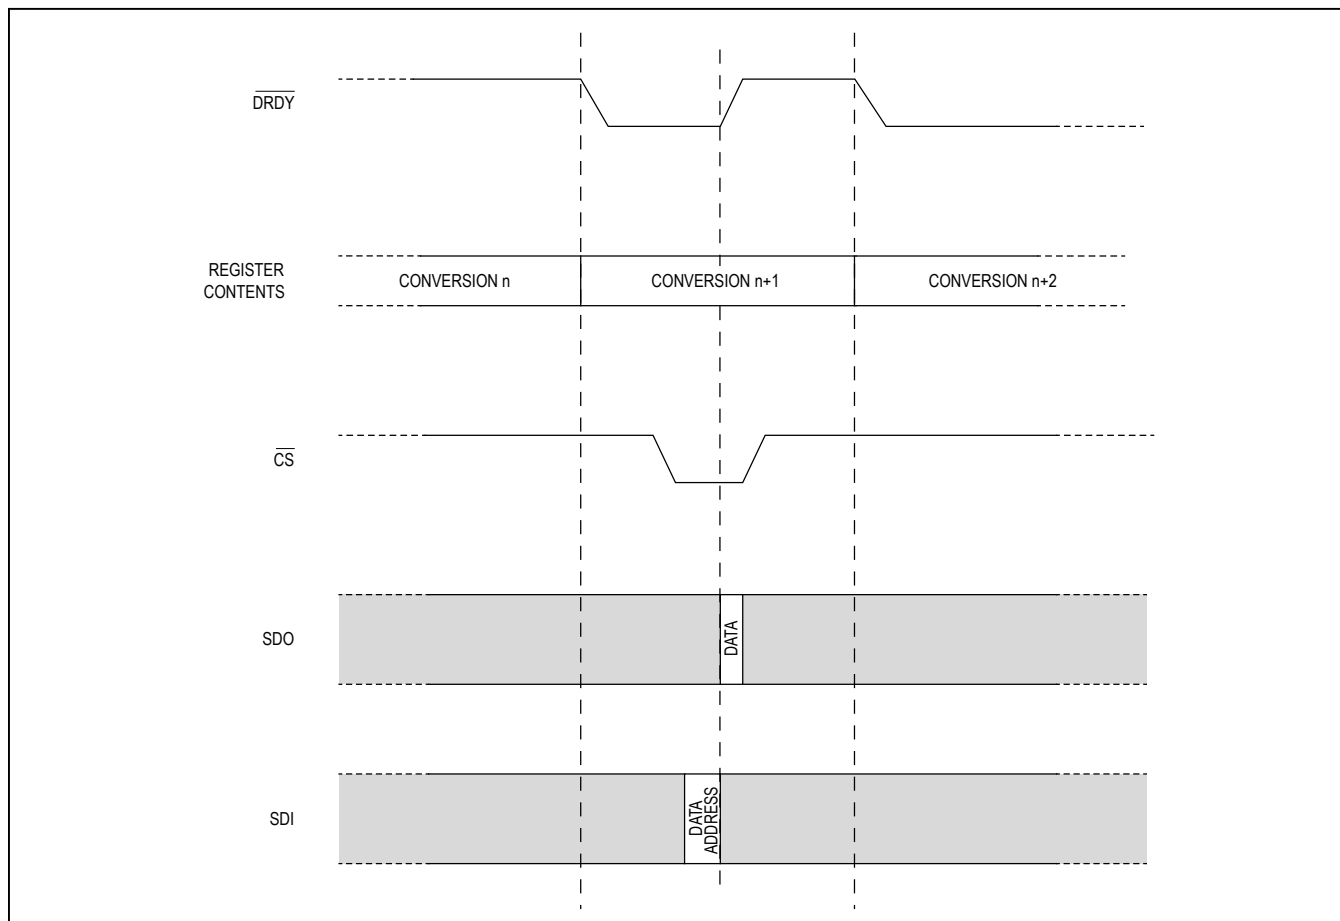 DRDY
REGISTER
CONTENTS
CONVERSION n
CONVERSION n+1
CONVERSION n+2
CS
SDO
DATA
SDI
DATA
ADDRESS